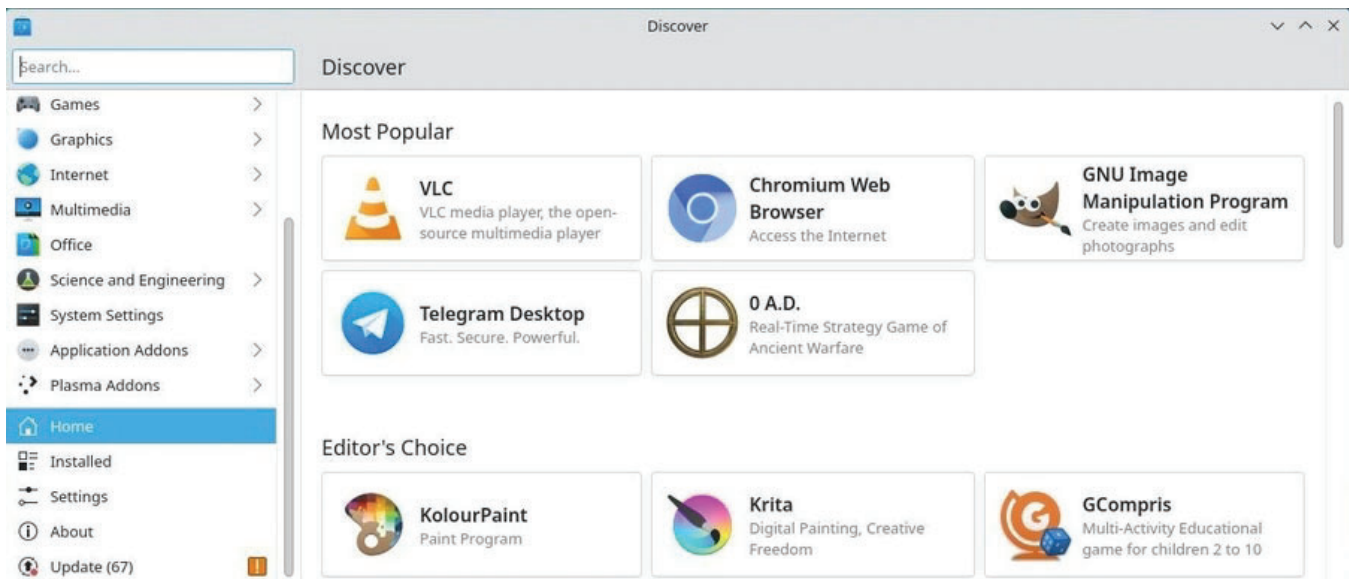 Discover
Search...
Discover
Games
Graphics
Internet
Multimedia
Office
Science and Engineering
System Settings
Application Addons
Plasma Addons
Home
Installed
Settings
About
Update (67)
Most Popular
VLC
VLC media player, the open-
source multimedia player
Chromium Web
Browser
Access the Internet
GNU Image
Manipulation Program
Create images and edit
photographs
Telegram Desktop
Fast. Secure. Powerful.
0 A.D.
Real-Time Strategy Game of
Ancient Warfare
Editor's Choice
KolourPaint
Paint Program
Krita
Digital Painting, Creative
Freedom
GCompris
Multi-Activity Educational
game for children 2 to 10